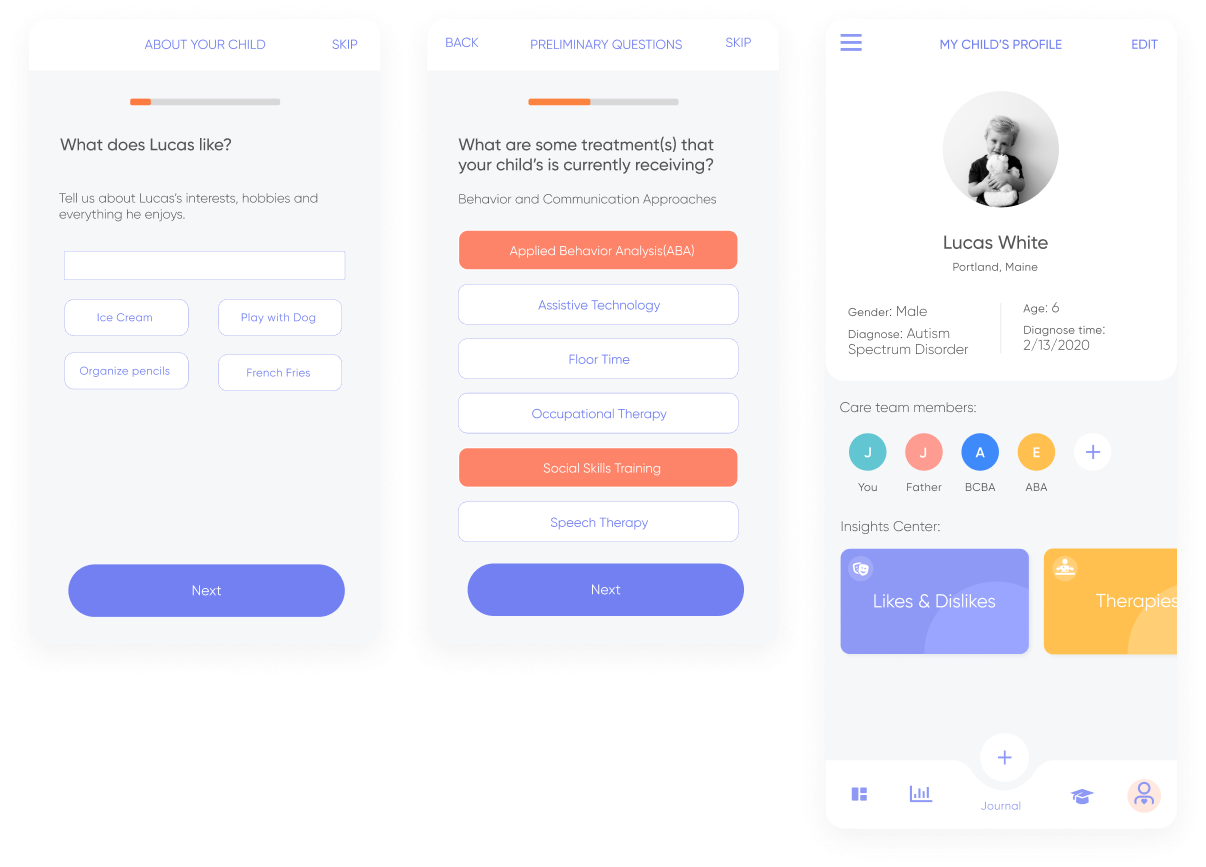 ABOUT YOUR CHILD
SKIP
What does Lucas like?
Tell us about Lucas's interests, hobbies and
everything he enjoys.
Ice Cream
Play with Dog
Organize pencils
French Fries
Next
BACK
PRELIMINARY QUESTIONS
SKIP
What are some treatment(s) that
your child's is currently receiving?
Behavior and Communication Approaches
Applied Behavior Analysis(ABA)
Assistive Technology
Floor Time
Occupational Therapy
Social Skills Training
Speech Therapy
Next
MY CHILD'S PROFILE
EDIT
Lucas White
Portland, Maine
Gender: Male
Diagnose: Autism
Spectrum Disorder
Age: 6
Diagnose time:
2/13/2020
Care team members:
J
J
A
E
You
Father
BCBA
ABA
Insights Center:
Likes & Dislikes
Therapies
Journal